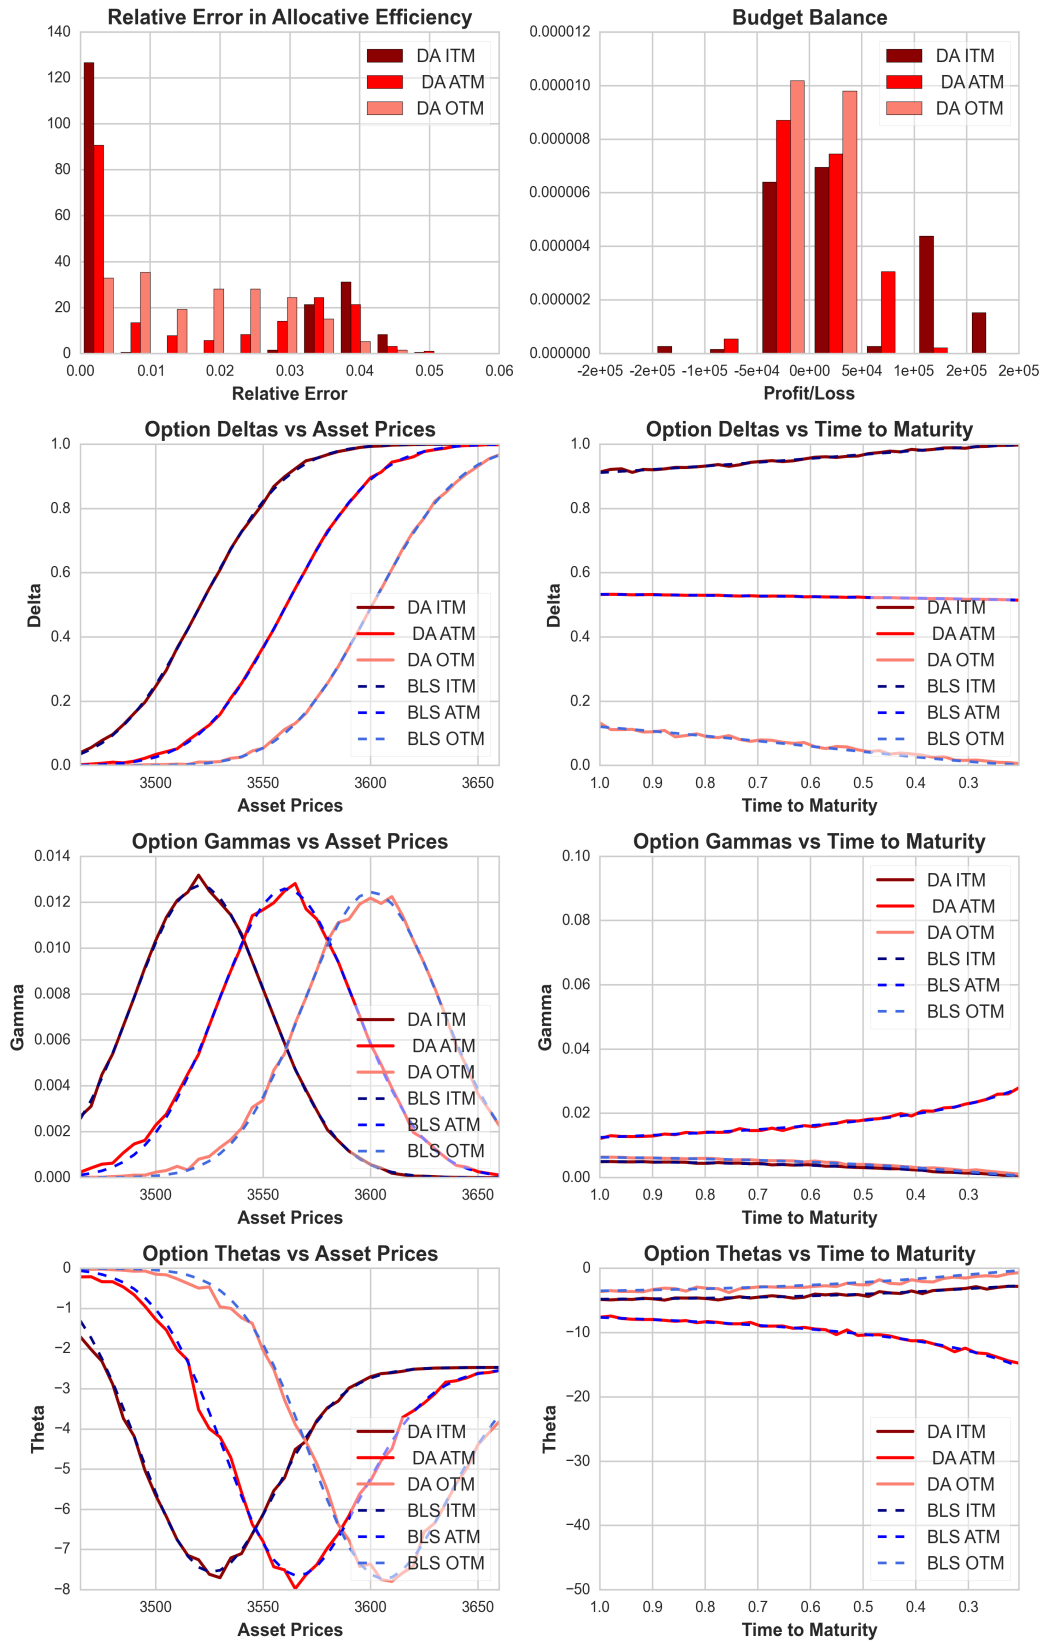 Relative Error in Allocative Efficiency
140
120
100
80
60
40
20
0
DA ITM
DA ATM
DA OTM
0.00 0.01 0.02 0.03 0.04 0.05 0.06
Relative Error
Budget Balance
0.000012
0.000010
0.000008
0.000006
0.000004
0.000002
0.000000
DA ITM
DA ATM
DA OTM
-2e+05 -2e+05 -1e+05 -5e+04 0e+00 5e+04 1e+05 2e+05 2e+05
Profit/Loss
Option Deltas vs Asset Prices
1.0
0.8
0.6
0.4
0.2
0.0
Delta
DA ITM
DA ATM
DA OTM
BLS ITM
BLS ATM
BLS OTM
3500 3550 3600 3650
Asset Prices
Option Deltas vs Time to Maturity
1.0
0.8
0.6
0.4
0.2
0.0
Delta
DA ITM
DA ATM
DA OTM
BLS ITM
BLS ATM
BLS OTM
1.0 0.9 0.8 0.7 0.6 0.5 0.4 0.3
Time to Maturity
Option Gammas vs Asset Prices
0.014
0.012
0.010
0.008
0.006
0.004
0.002
0.000
Gamma
DA ITM
DA ATM
DA OTM
BLS ITM
BLS ATM
BLS OTM
3500 3550 3600 3650
Asset Prices
Option Gammas vs Time to Maturity
0.10
0.08
0.06
0.04
0.02
0.00
Gamma
DA ITM
DA ATM
DA OTM
BLS ITM
BLS ATM
BLS OTM
1.0 0.9 0.8 0.7 0.6 0.5 0.4 0.3
Time to Maturity
Option Thetas vs Asset Prices
0
−1
−2
−3
−4
−5
−6
−7
−8
Theta
DA ITM
DA ATM
DA OTM
BLS ITM
BLS ATM
BLS OTM
3500 3550 3600 3650
Asset Prices
Option Thetas vs Time to Maturity
0
−10
−20
−30
−40
−50
Theta
DA ITM
DA ATM
DA OTM
BLS ITM
BLS ATM
BLS OTM
1.0 0.9 0.8 0.7 0.6 0.5 0.4 0.3
Time to Maturity